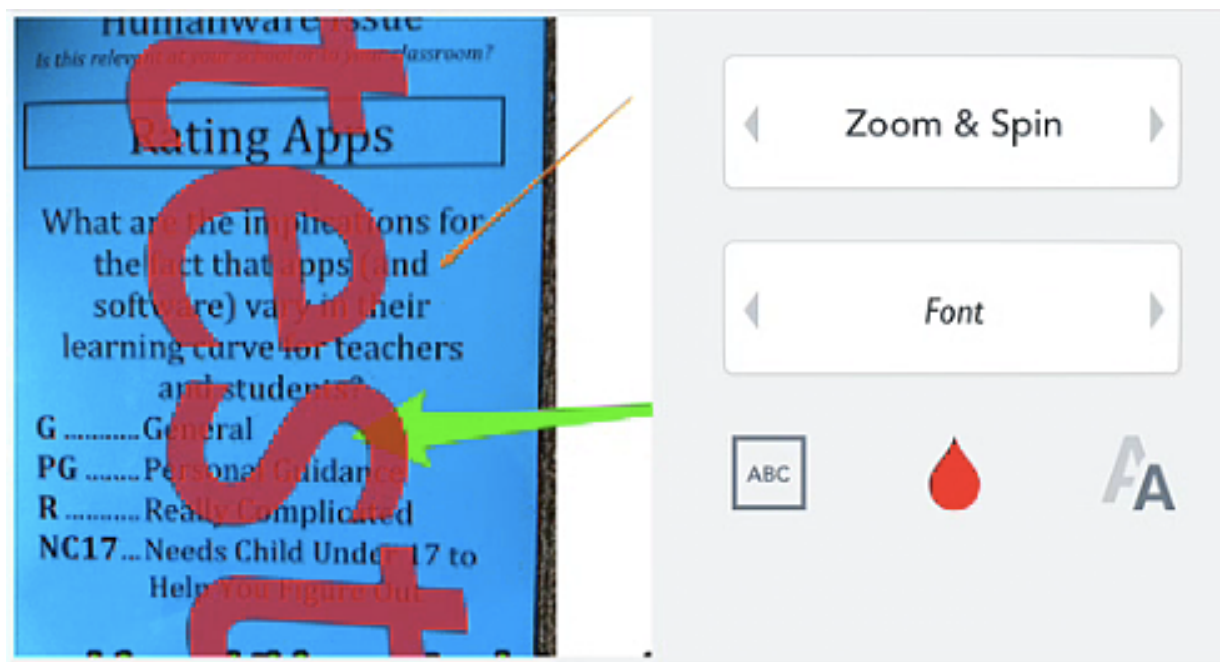 Humanware Issue
Is this relevant at your school or in your classroom?
Rating Apps
What are the implications for
the fact that apps (and
software) vary in their
learning curve for teachers
and students?
G ...........General
PG ........Personal Guidance
R ...........Really Complicated
NC17...Needs Child Under 17 to
Help You Figure Out
test
Zoom & Spin
Font
ABC
AA